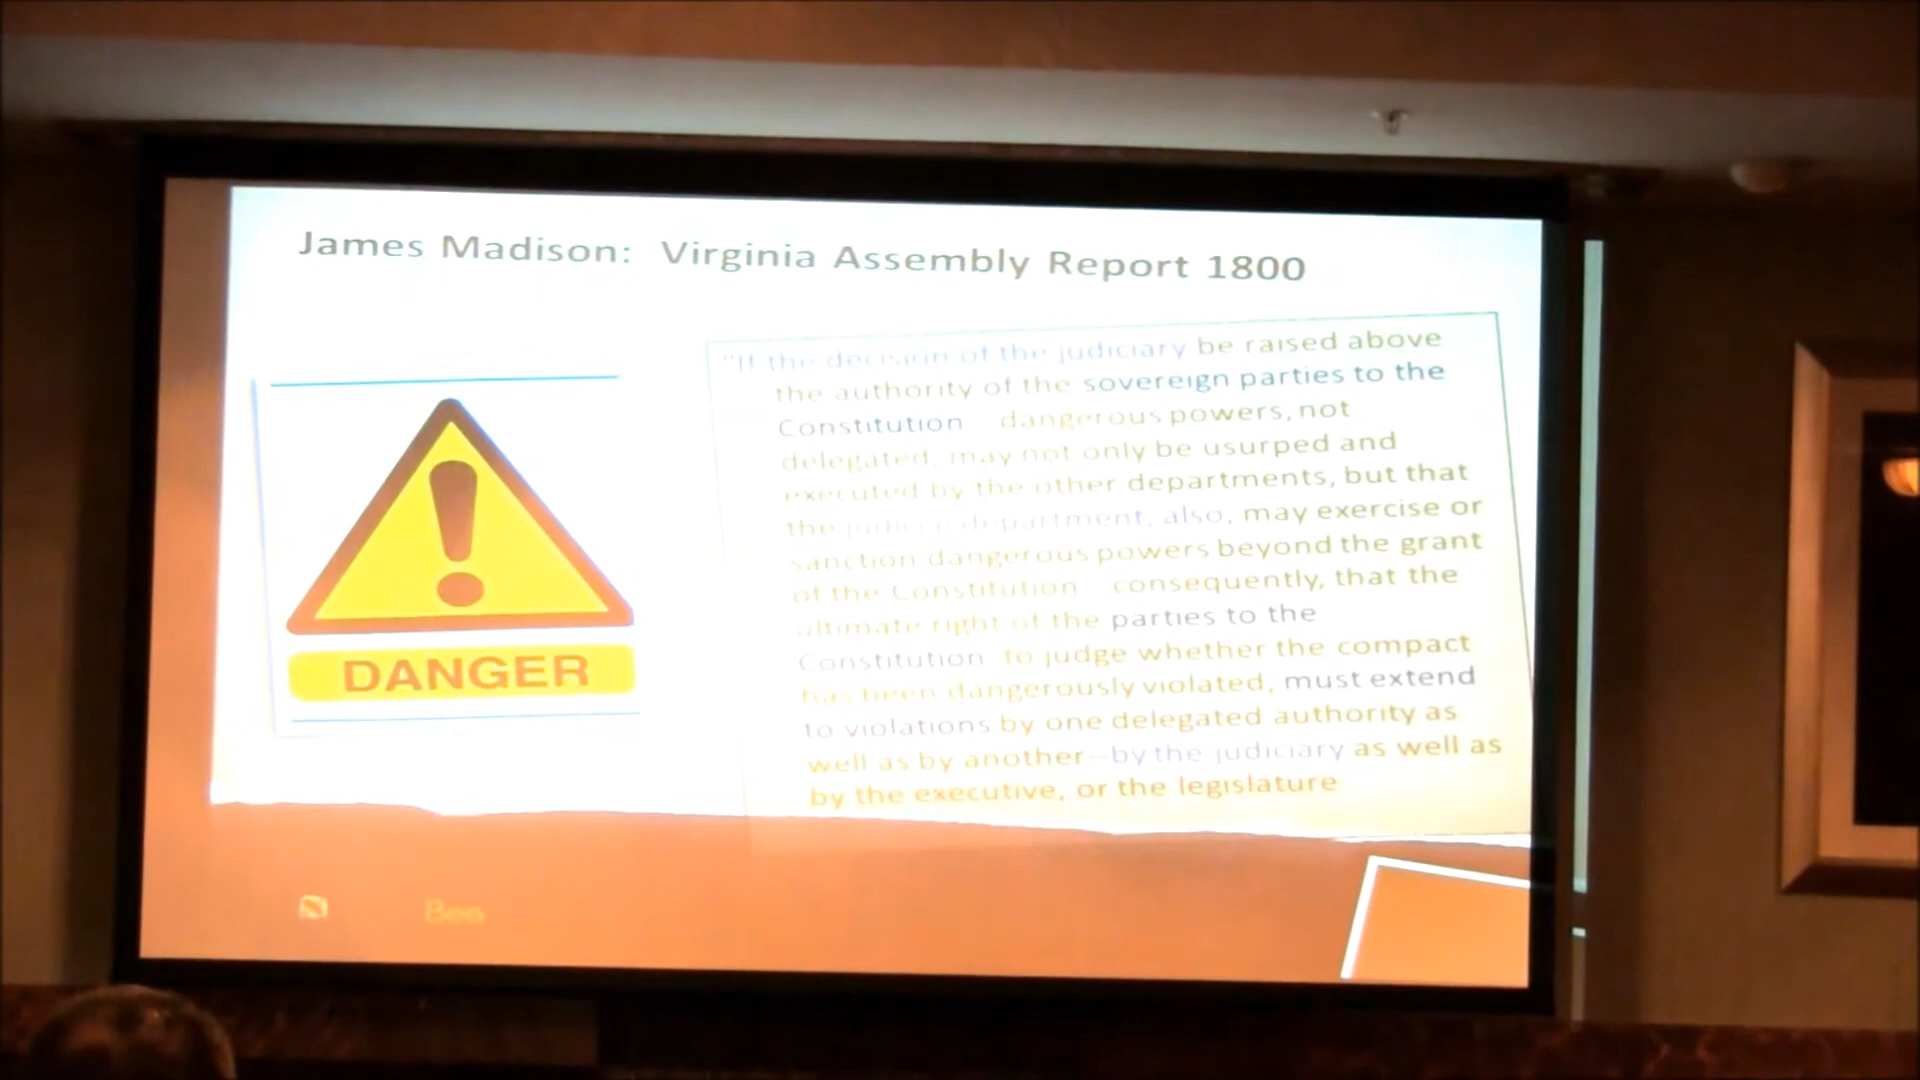 James Madison: Virginia Assembly Report 1800
"If the decision of the judiciary be raised above
the authority of the sovereign parties to the
Constitution dangerous powers, not
delegated, may not only be usurped and
executed by the other departments, but that
the department, also, may exercise or
sanction dangerous powers beyond the grant
of the Constitution consequently, that the
ultimate right of the parties to the
Constitution to judge whether the compact
has been dangerously violated, must extend
to violations by one delegated authority as
well as by another--by the judiciary as well as
by the executive, or the legislature
DANGER
Bee